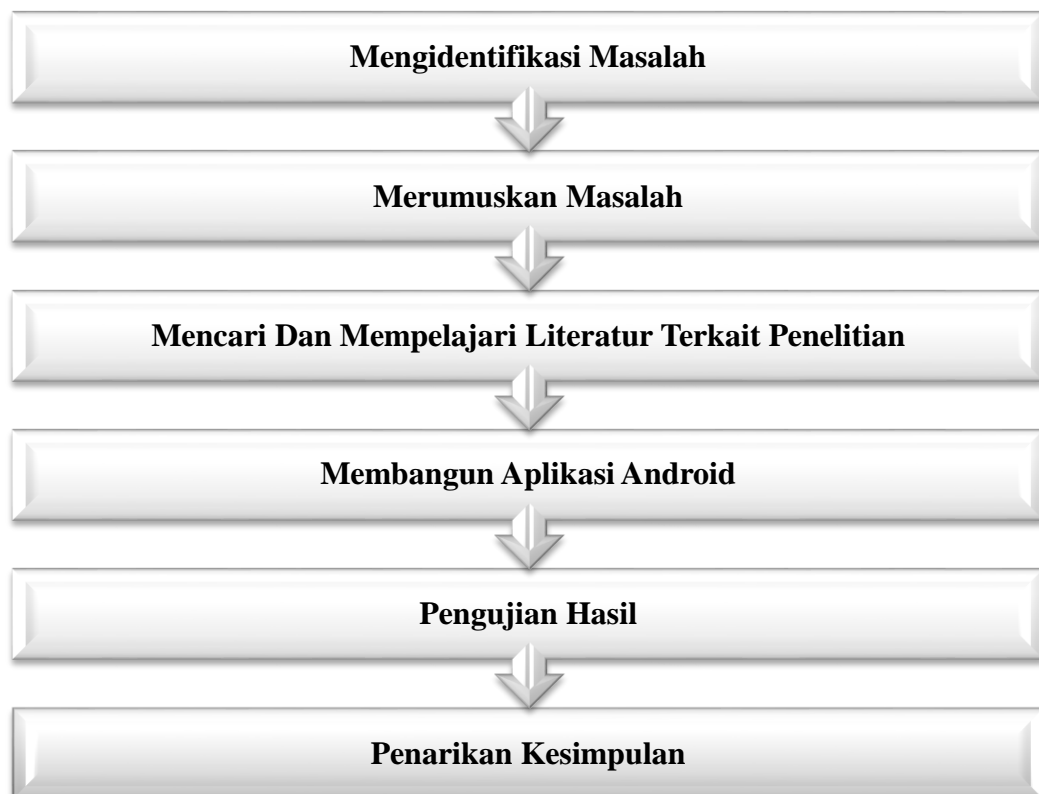 Mengidentifikasi Masalah
Merumuskan Masalah
Mencari Dan Mempelajari Literatur Terkait Penelitian
Membangun Aplikasi Android
Pengujian Hasil
Penarikan Kesimpulan